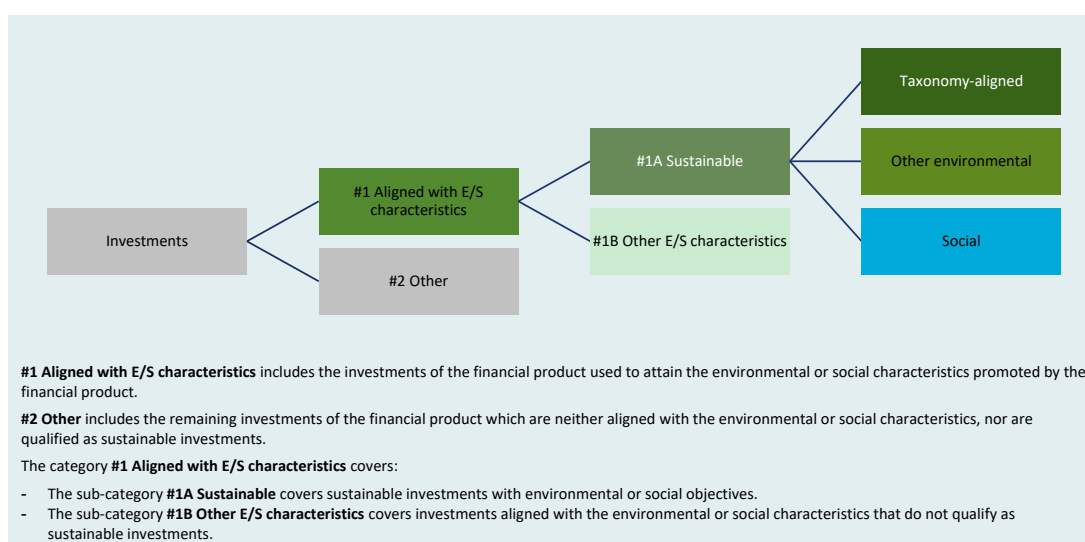 Taxonomy-aligned
#1A Sustainable
Other environmental
#1 Aligned with E/S
characteristics
Investments
#1B Other E/S characteristics
Social
#2 Other
#1 Aligned with E/S characteristics includes the investments of the financial product used to attain the environmental or social characteristics promoted by the
financial product.
#2 Other includes the remaining investments of the financial product which are neither aligned with the environmental or social characteristics, nor are
qualified as sustainable investments.
The category #1 Aligned with E/S characteristics covers:
- The sub-category #1A Sustainable covers sustainable investments with environmental or social objectives.
- The sub-category #1B Other E/S characteristics covers investments aligned with the environmental or social characteristics that do not qualify as
sustainable investments.